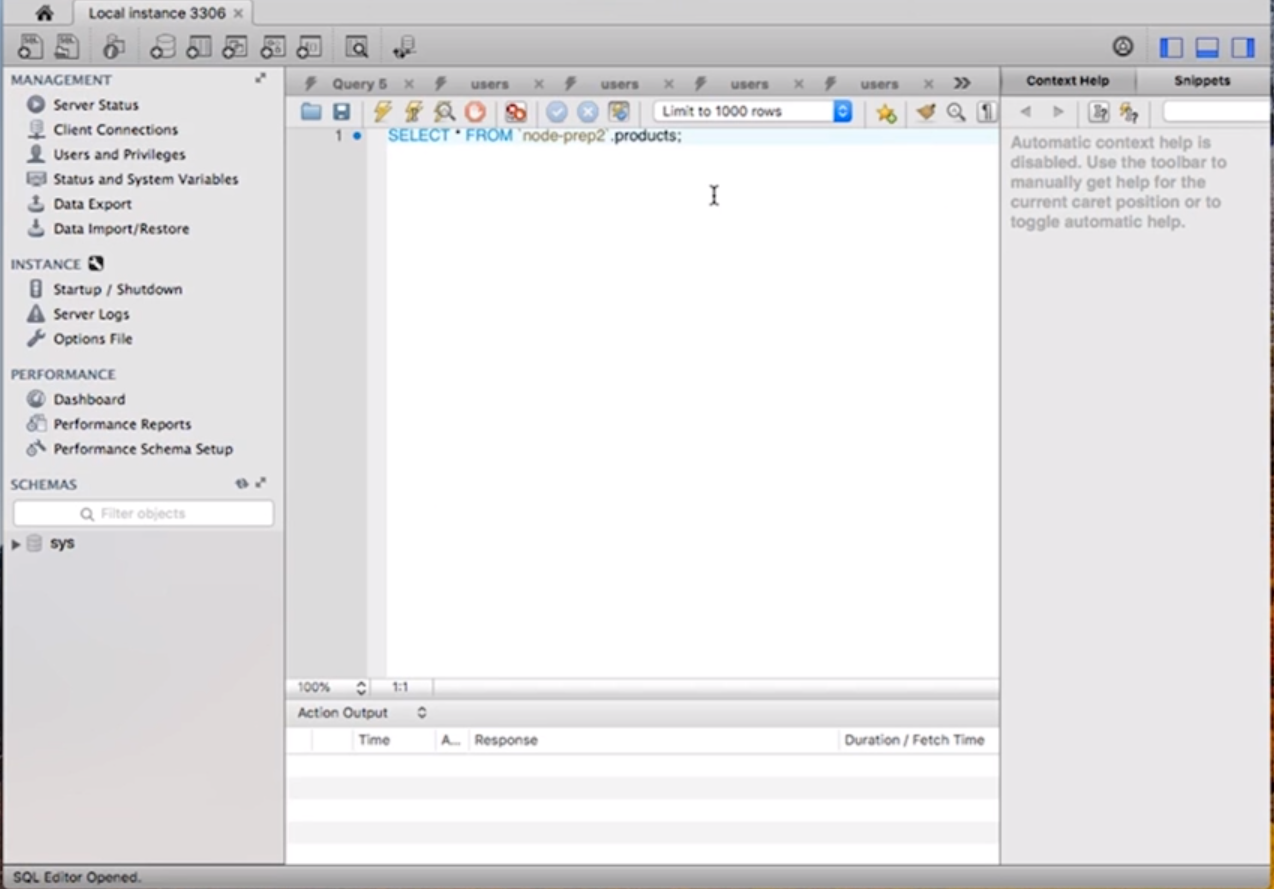 Local instance 3306
MANAGEMENT
Server Status
Client Connections
Users and Privileges
Status and System Variables
Data Export
Data Import/Restore
INSTANCE
Startup / Shutdown
Server Logs
Options File
PERFORMANCE
Dashboard
Performance Reports
Performance Schema Setup
SCHEMAS
Filter objects
sys
Query 5
users
users
users
users
Limit to 1000 rows
1
SELECT * FROM `node-prep2`.products;
100%
1:1
Action Output
Time
A...
Response
Duration / Fetch Time
Context Help
Snippets
Automatic context help is
disabled. Use the toolbar to
manually get help for the
current caret position or to
toggle automatic help.
SQL Editor Opened.